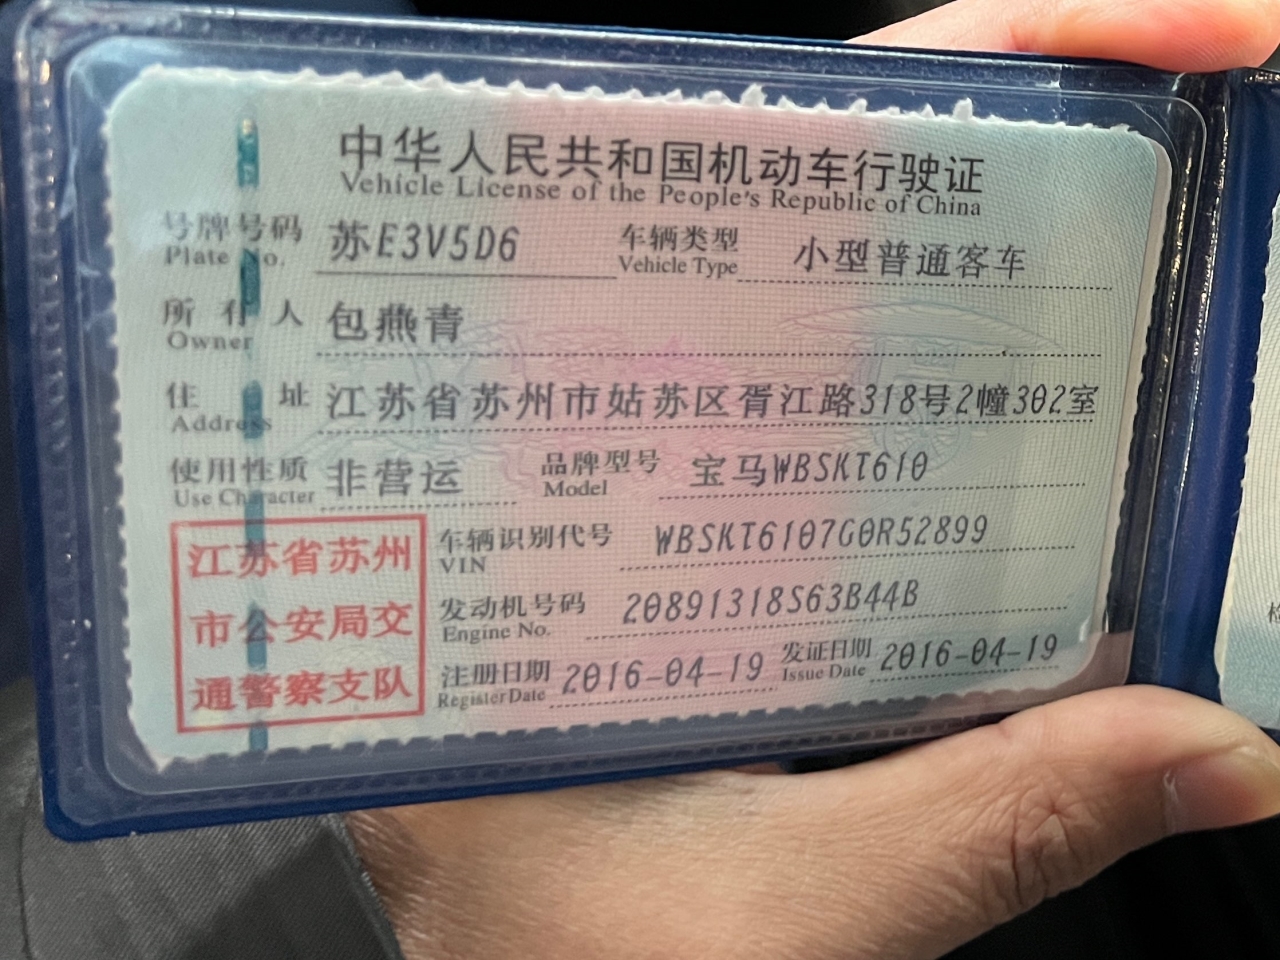 中华人民共和国机动车行驶证
Vehicle License of the People's Republic of China
号牌号码 苏E3V5D6 车辆类型 小型普通客车
Plate No. Vehicle Type
所有人 包燕青
Owner
住址 江苏省苏州市姑苏区胥江路318号2幢302室
Address
使用性质 非营运 品牌型号 宝马WBSKT610
Use Character Model
江苏省苏州
市公安局交
通警察支队
车辆识别代号 WBSKT6107G0R52899
VIN
发动机号码 20891318S63B44B
Engine No.
注册日期 2016-04-19 发证日期 2016-04-19
Register Date Issue Date